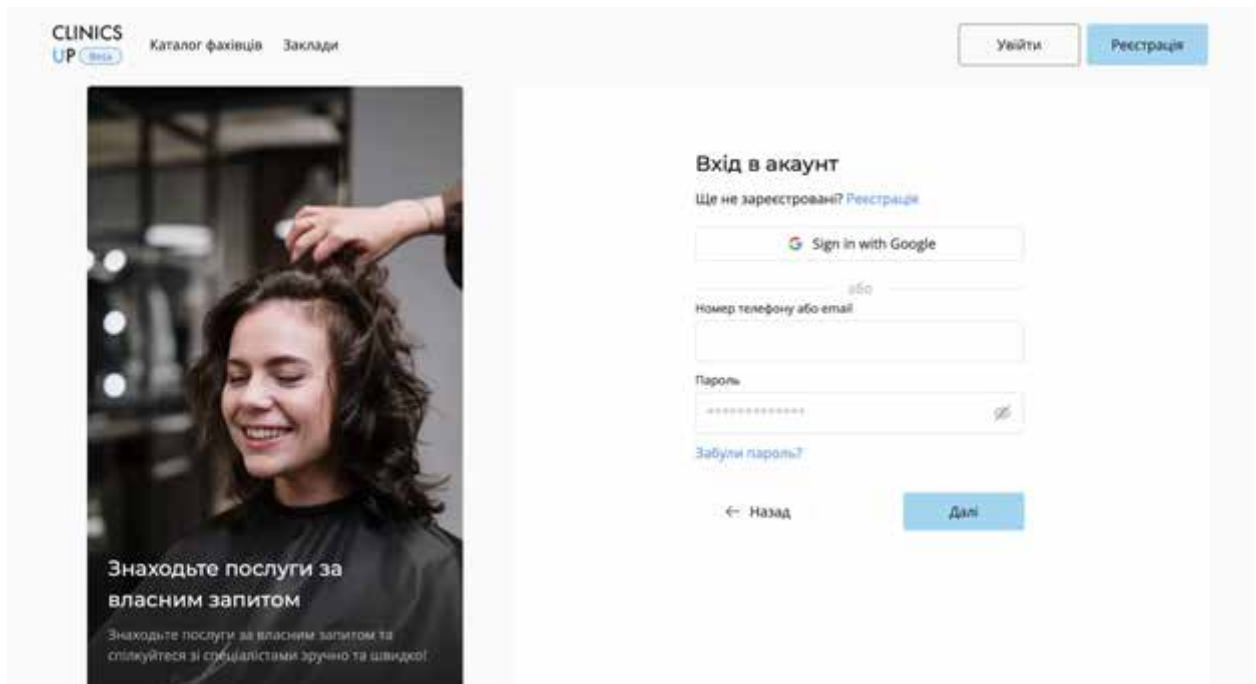 CLINICS
UP Beta
Каталог фахівців Заклади
Увійти
Реєстрація
Знаходьте послуги за
власним запитом
Знаходьте послуги за власним запитом та
спілкуйтеся зі спеціалістами зручно та швидко!
Вхід в акаунт
Ще не зареєстровані? Реєстрація
Sign in with Google
або
Номер телефону або email
Пароль
*************
Забули пароль?
← Назад
Далі